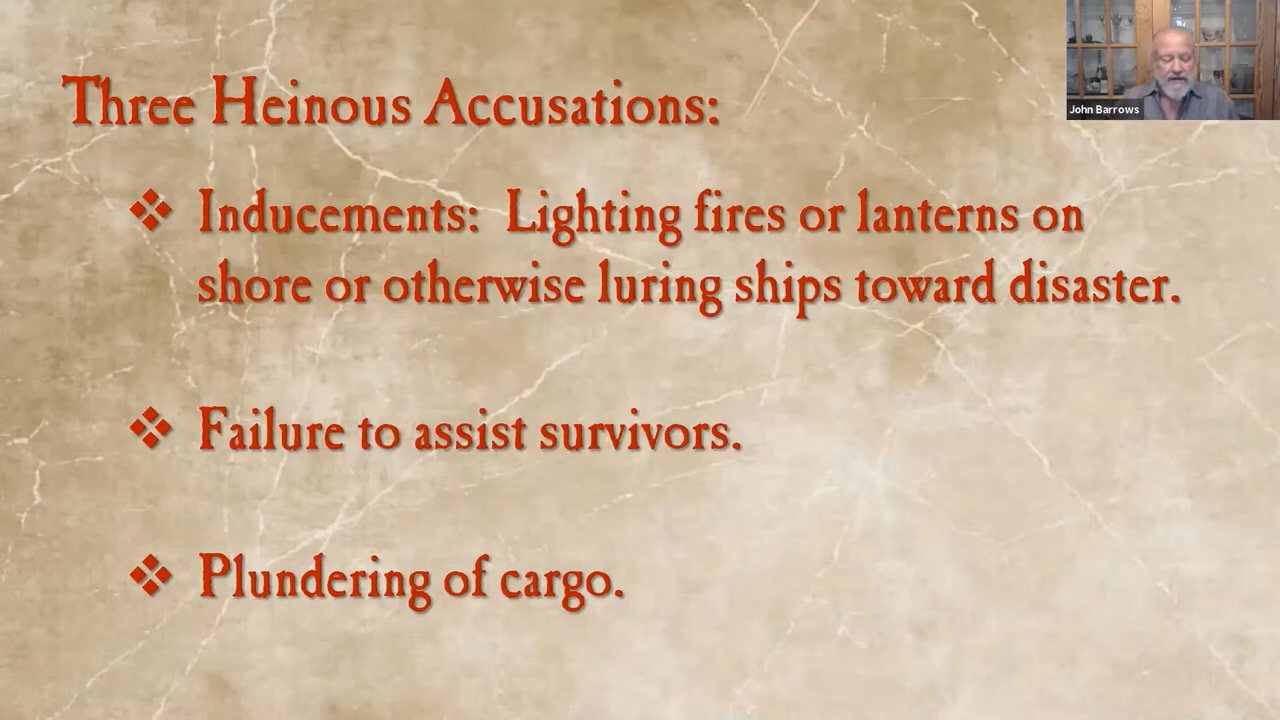 Three Heinous Accusations:
John Barrows
❖ Inducements: Lighting fires or lanterns on
shore or otherwise luring ships toward disaster.
❖ Failure to assist survivors.
❖ Plundering of cargo.